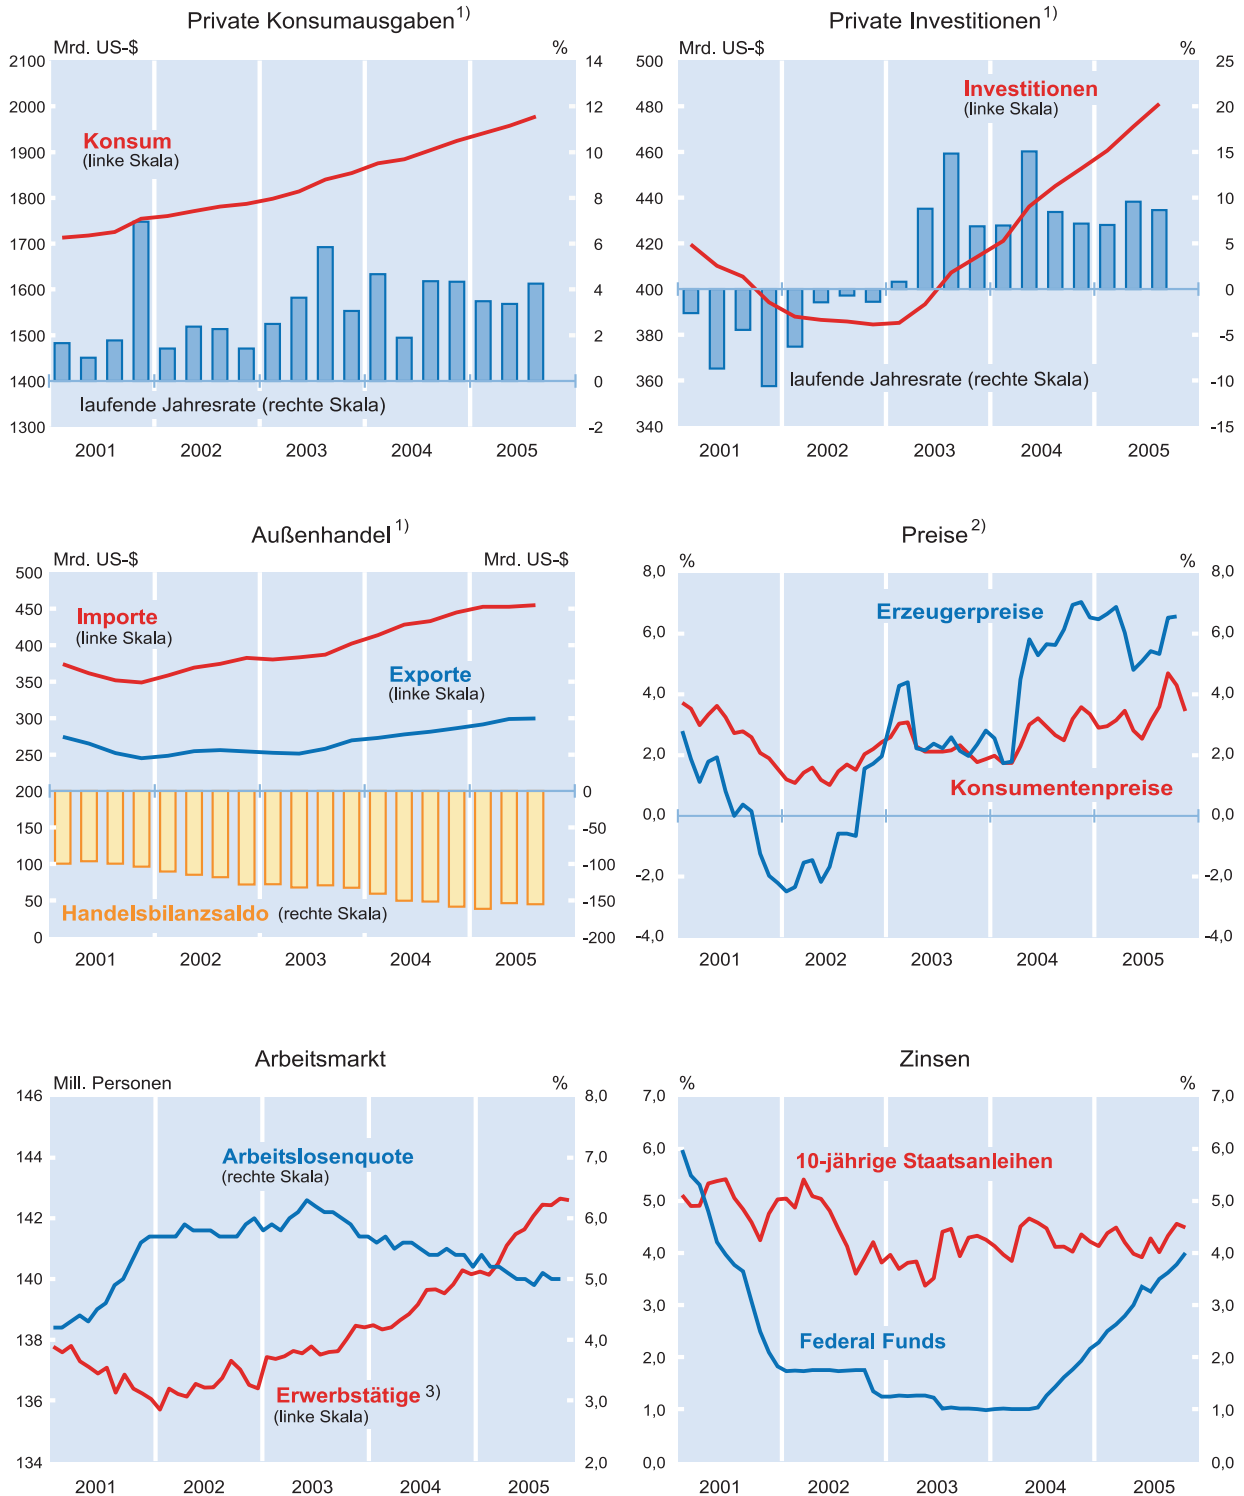 Private Konsumausgaben1)
Mrd. US-$ %
2100 14
2000 12
1900 10
1800 8
1700 6
1600 4
1500 2
1400 0
1300 -2
Konsum
(linke Skala)
laufende Jahresrate (rechte Skala)
2001 2002 2003 2004 2005
Private Investitionen1)
Mrd. US-$ %
500 25
480 20
460 15
440 10
420 5
400 0
380 -5
360 -10
340 -15
Investitionen
(linke Skala)
laufende Jahresrate (rechte Skala)
2001 2002 2003 2004 2005
Außenhandel1)
Mrd. US-$ Mrd. US-$
500
450
400
350
300
250
200 0
150 -50
100 -100
50 -150
0 -200
Importe
(linke Skala)
Exporte
(linke Skala)
Handelsbilanzsaldo (rechte Skala)
2001 2002 2003 2004 2005
Preise2)
% %
8,0 8,0
6,0 6,0
4,0 4,0
2,0 2,0
0,0 0,0
-2,0 -2,0
-4,0 -4,0
Erzeugerpreise
Konsumentenpreise
2001 2002 2003 2004 2005
Arbeitsmarkt
Mill. Personen %
146 8,0
144 7,0
142 6,0
140 5,0
138 4,0
136 3,0
134 2,0
Arbeitslosenquote
(rechte Skala)
Erwerbstätige3)
(linke Skala)
2001 2002 2003 2004 2005
Zinsen
% %
7,0 7,0
6,0 6,0
5,0 5,0
4,0 4,0
3,0 3,0
2,0 2,0
1,0 1,0
0,0 0,0
10-jährige Staatsanleihen
Federal Funds
2001 2002 2003 2004 2005